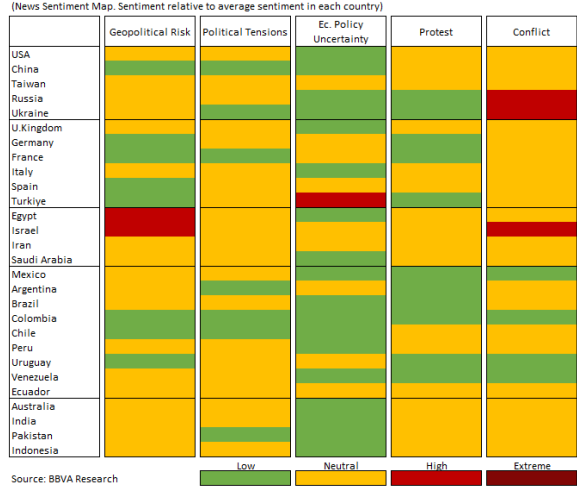 (News Sentiment Map. Sentiment relative to average sentiment in each country)
Geopolitical Risk Political Tensions Ec. Policy Uncertainty Protest Conflict
USA
China
Taiwan
Russia
Ukraine
U.Kingdom
Germany
France
Italy
Spain
Turkiye
Egypt
Israel
Iran
Saudi Arabia
Mexico
Argentina
Brazil
Colombia
Chile
Peru
Uruguay
Venezuela
Ecuador
Australia
India
Pakistan
Indonesia
Low Neutral High Extreme
Source: BBVA Research